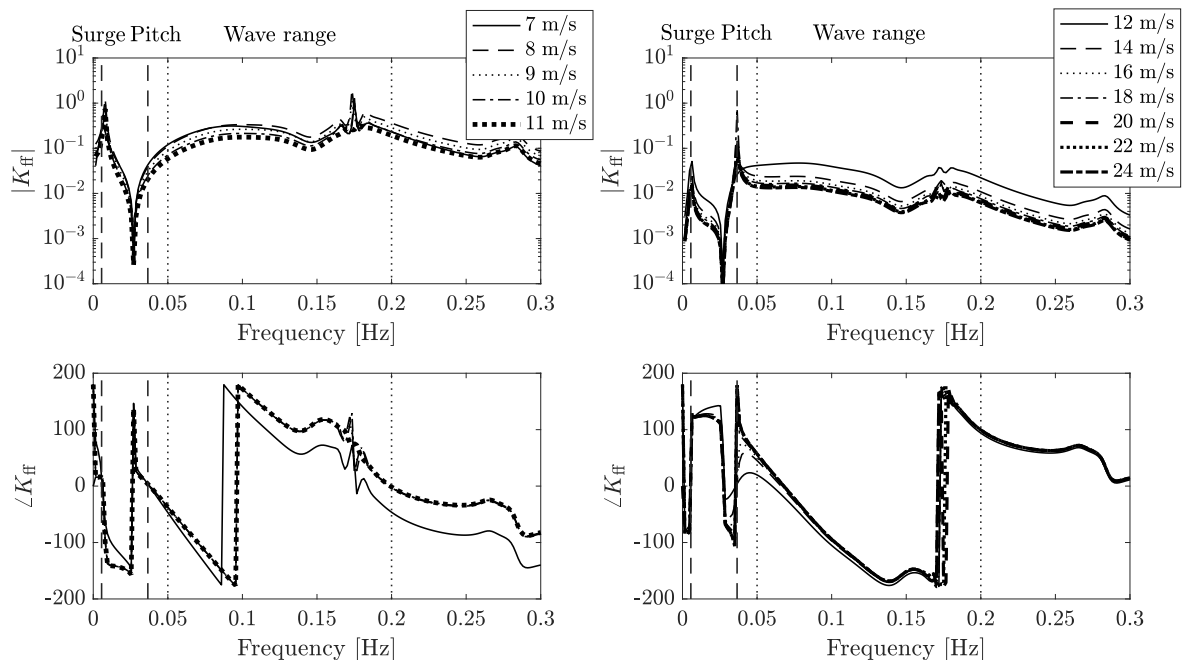 Surge Pitch Wave range
7 m/s
8 m/s
9 m/s
10 m/s
11 m/s
10^1
10^0
10^-1
10^-2
10^-3
10^-4
|K_ff|
0 0.05 0.1 0.15 0.2 0.25 0.3
Frequency [Hz]
Surge Pitch Wave range
12 m/s
14 m/s
16 m/s
18 m/s
20 m/s
22 m/s
24 m/s
10^1
10^0
10^-1
10^-2
10^-3
10^-4
|K_ff|
0 0.05 0.1 0.15 0.2 0.25 0.3
Frequency [Hz]
200
100
0
-100
-200
∠K_ff
0 0.05 0.1 0.15 0.2 0.25 0.3
Frequency [Hz]
200
100
0
-100
-200
∠K_ff
0 0.05 0.1 0.15 0.2 0.25 0.3
Frequency [Hz]